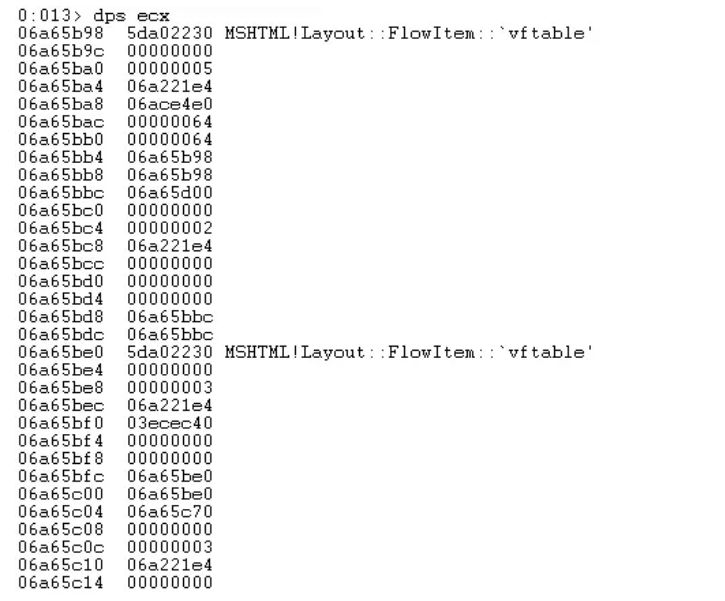 0:013> dps ecx
06a65b98  5da02230 MSHTML!Layout::FlowItem::`vftable'
06a65b9c  00000000
06a65ba0  00000005
06a65ba4  06a221e4
06a65ba8  06ace4e0
06a65bac  00000064
06a65bb0  00000064
06a65bb4  06a65b98
06a65bb8  06a65b98
06a65bbc  06a65d00
06a65bc0  00000000
06a65bc4  00000002
06a65bc8  06a221e4
06a65bcc  00000000
06a65bd0  00000000
06a65bd4  00000000
06a65bd8  06a65bbc
06a65bdc  06a65bbc
06a65be0  5da02230 MSHTML!Layout::FlowItem::`vftable'
06a65be4  00000000
06a65be8  00000003
06a65bec  06a221e4
06a65bf0  03ecec40
06a65bf4  00000000
06a65bf8  00000000
06a65bfc  06a65be0
06a65c00  06a65be0
06a65c04  06a65c70
06a65c08  00000000
06a65c0c  00000003
06a65c10  06a221e4
06a65c14  00000000